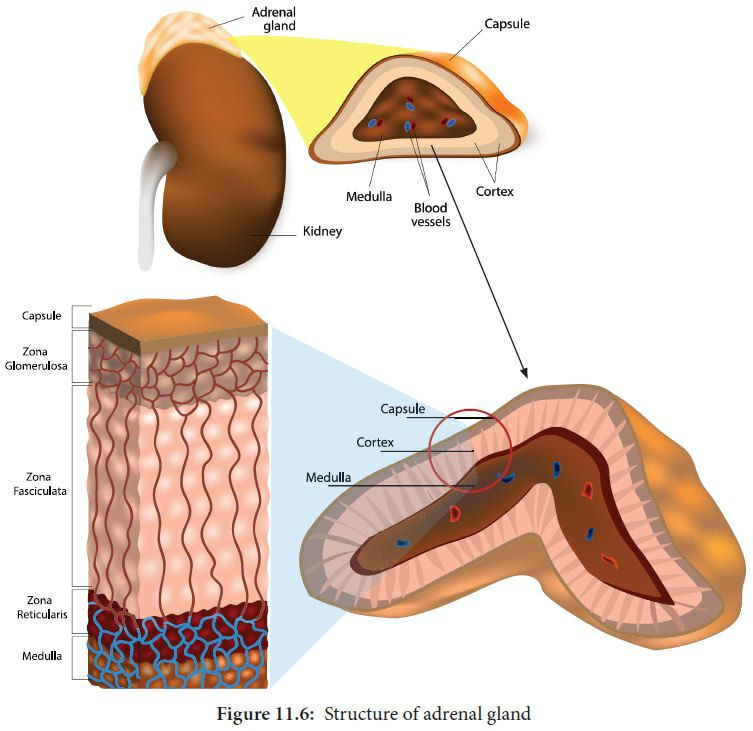 Adrenal
gland
Capsule
Medulla
Blood
vessels
Cortex
Kidney
Capsule
Zona
Glomerulosa
Zona
Fasciculata
Zona
Reticularis
Medulla
Capsule
Cortex
Medulla
Figure 11.6: Structure of adrenal gland